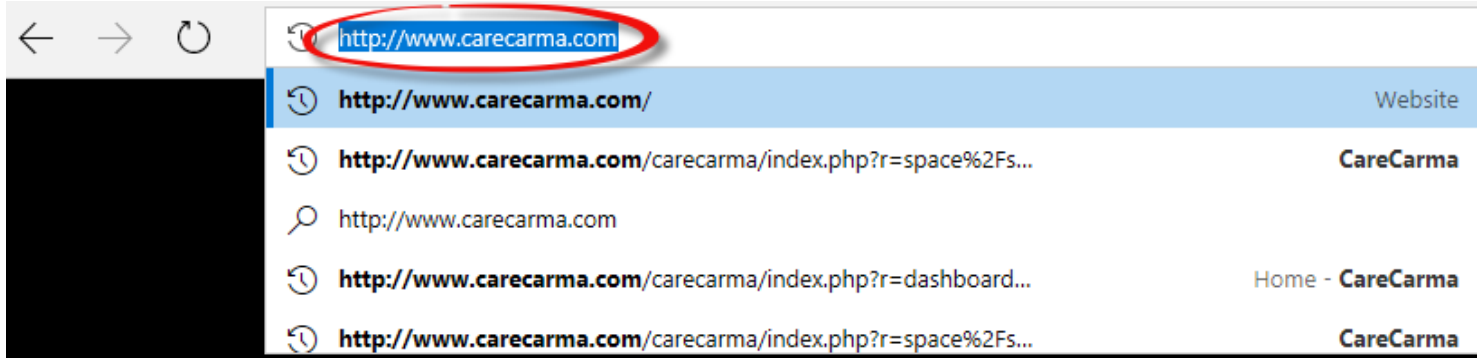 http://www.carecarma.com
http://www.carecarma.com/ Website
http://www.carecarma.com/carecarma/index.php?r=space%2Fs... CareCarma
http://www.carecarma.com
http://www.carecarma.com/carecarma/index.php?r=dashboard... Home - CareCarma
http://www.carecarma.com/carecarma/index.php?r=space%2Fs... CareCarma